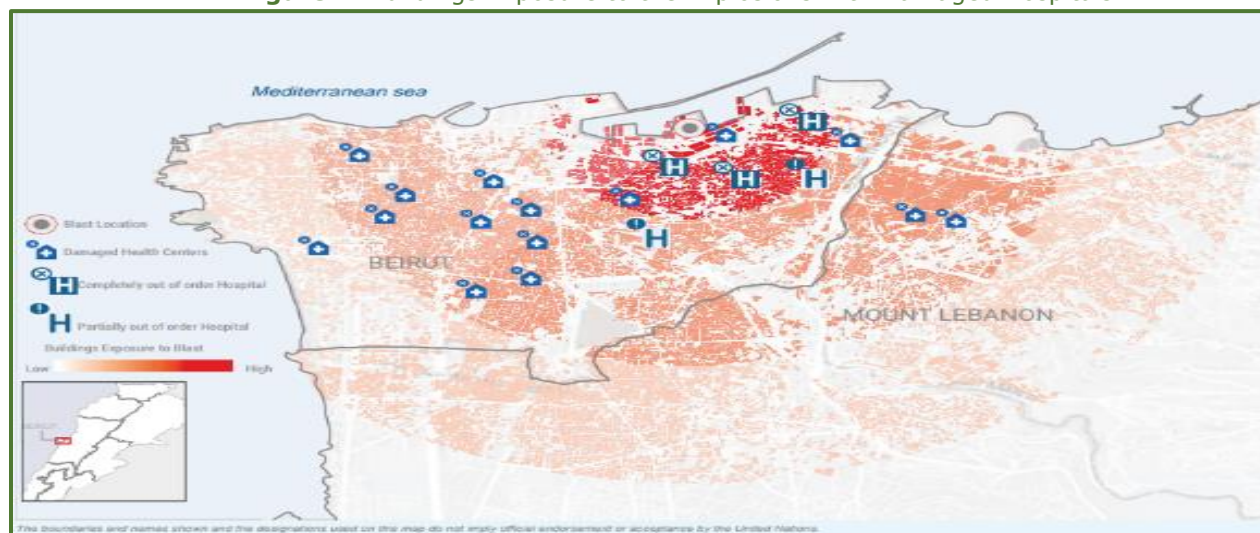 Mediterranean sea
Blast Location
Damaged Health Centers
BEIRUT
Completely out of order Hospital
Partially out of order Hospital
MOUNT LEBANON
Buildings Exposure to Blast
Low
High
The boundaries and names shown and the designations used on the map do not imply official endorsement or acceptance by the United Nations.